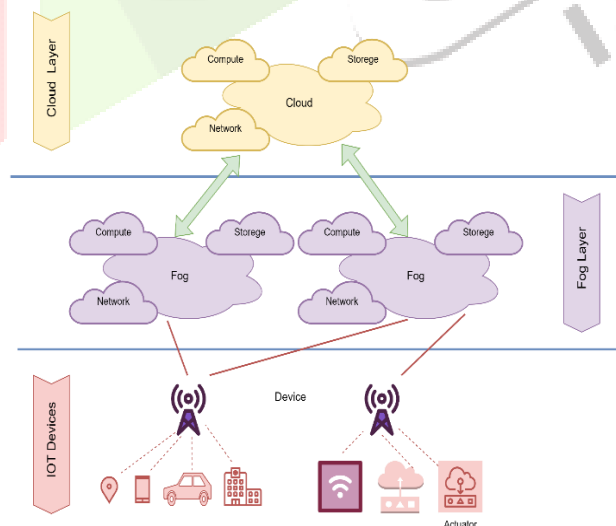 Cloud Layer
Compute
Storege
Cloud
Network
Fog Layer
Compute
Storege
Fog
Network
Compute
Storege
Fog
Network
IOT Devices
Device
Actuator